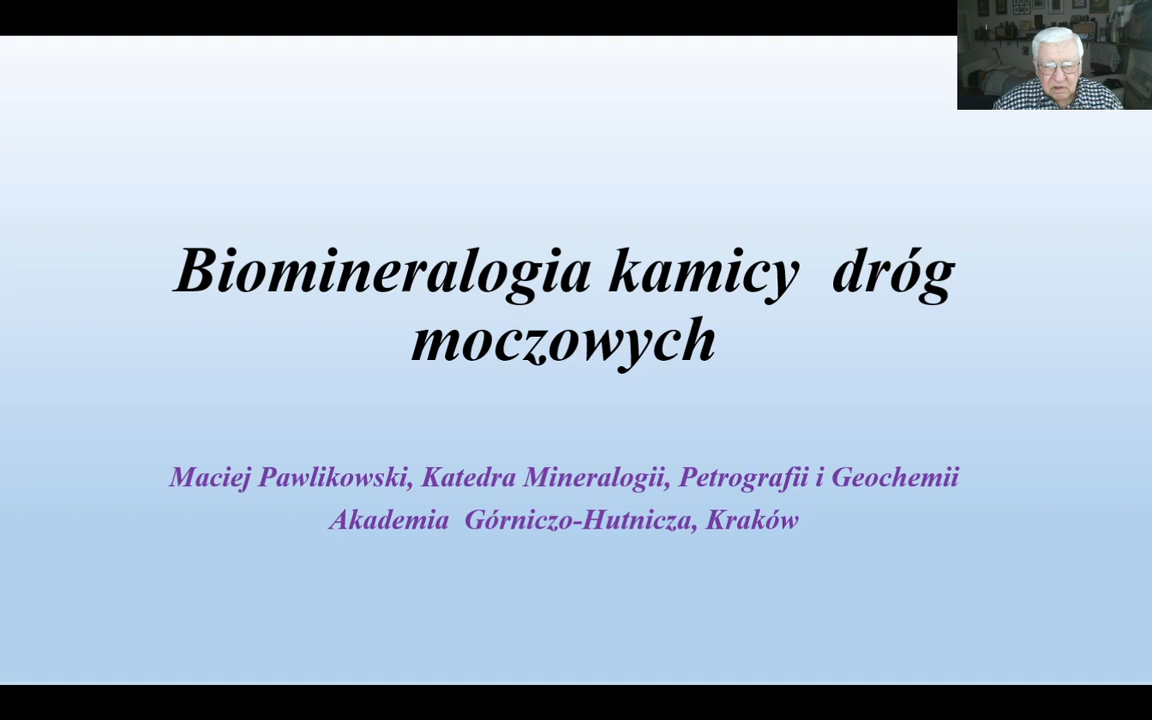 Biomineralogia kamicy dróg
moczowych
Maciej Pawlikowski, Katedra Mineralogii, Petrografii i Geochemii
Akademia Górniczo-Hutnicza, Kraków